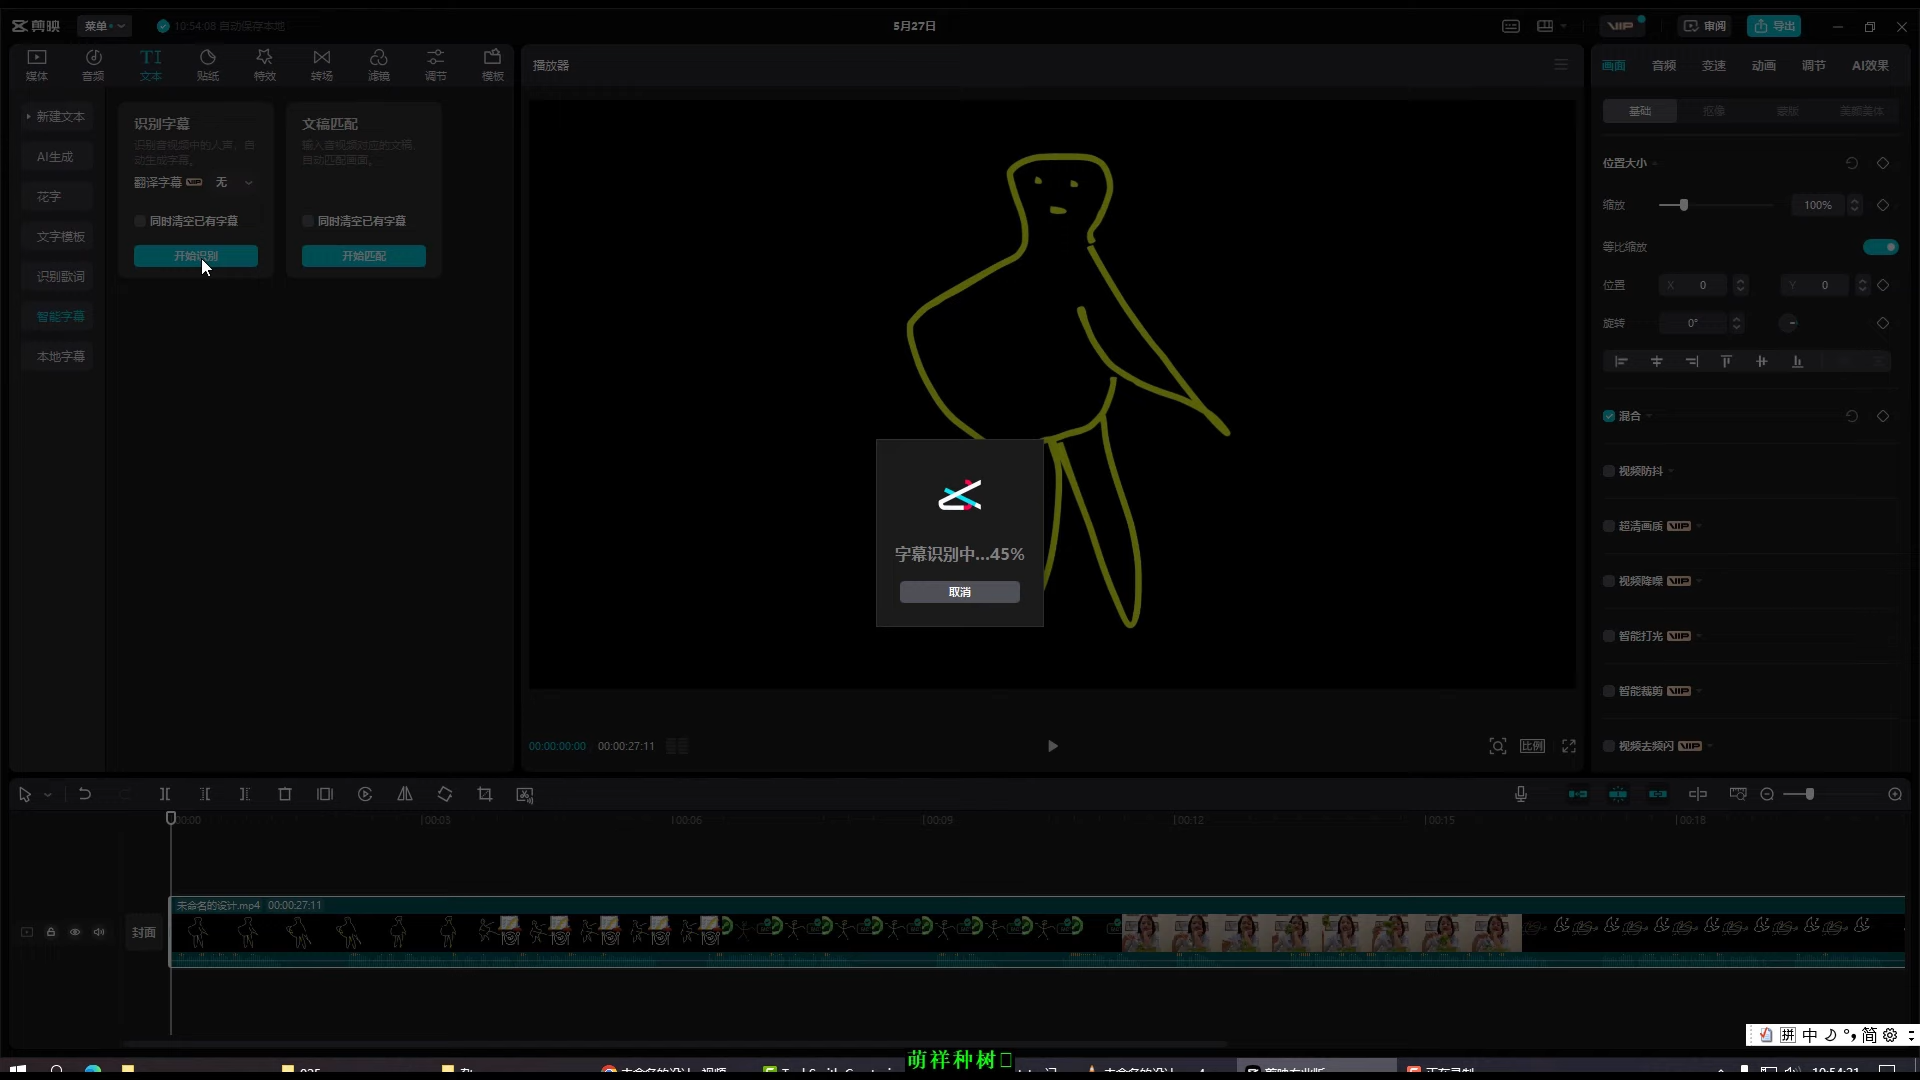 剪映 菜单 10:54:08 自动保存本地 5月27日 VIP 审阅 导出
媒体 音频 文本 贴纸 特效 转场 滤镜 调节 模板
播放器
画面 音频 变速 动画 调节 AI效果
新建文本
AI生成
花字
文字模板
识别歌词
智能字幕
本地字幕
识别字幕
识别音视频中的人声，自
动生成字幕。
翻译字幕 VIP 无
同时清空已有字幕
开始识别
文稿匹配
输入音视频对应的文稿，
自动匹配画面。
同时清空已有字幕
开始匹配
字幕识别中...45%
取消
00:00:00:00 00:00:27:11
比例
基础 抠像 蒙版 美颜美体
位置大小
缩放 100%
等比缩放
位置 X 0 Y 0
旋转 0°
混合
视频防抖
超清画质 VIP
视频降噪 VIP
智能打光 VIP
智能裁剪 VIP
视频去频闪 VIP
00:00 00:03 00:06 00:09 00:12 00:15 00:18
未命名的设计.mp4 00:00:27:11
封面
拼 中 简
萌祥种树
10:54:21